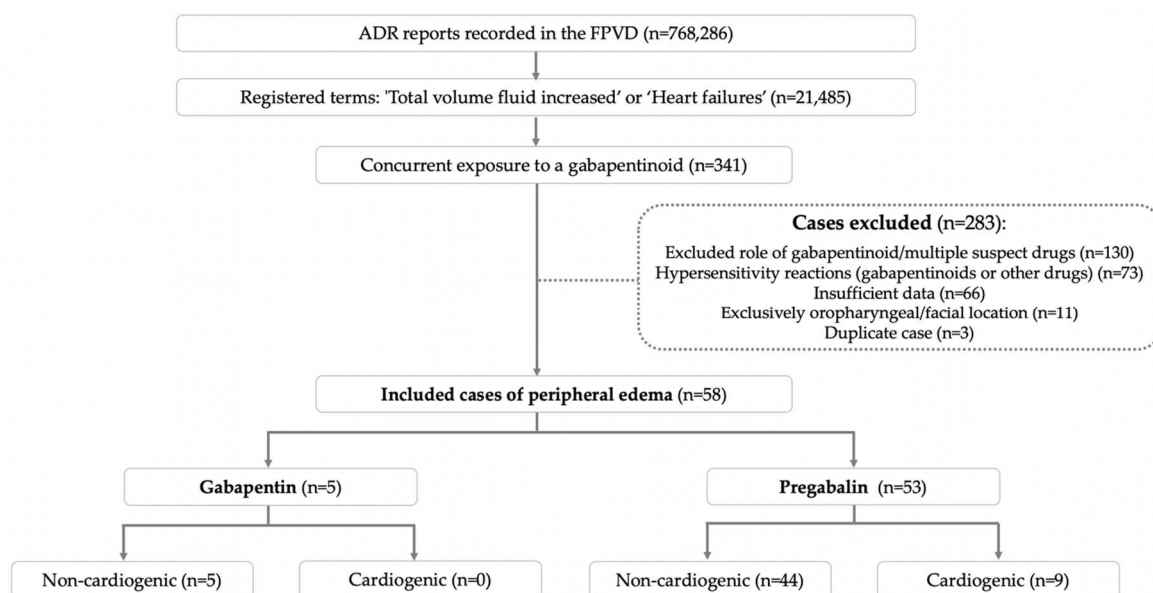 ADR reports recorded in the FPVD (n=768,286)
Registered terms: 'Total volume fluid increased’ or ‘Heart failures’ (n=21,485)
Concurrent exposure to a gabapentinoid (n=341)
Cases excluded (n=283):
Excluded role of gabapentinoid/multiple suspect drugs (n=130)
Hypersensitivity reactions (gabapentinoids or other drugs) (n=73)
Insufficient data (n=66)
Exclusively oropharyngeal/facial location (n=11)
Duplicate case (n=3)
Included cases of peripheral edema (n=58)
Gabapentin (n=5)
Pregabalin (n=53)
Non-cardiogenic (n=5)
Cardiogenic (n=0)
Non-cardiogenic (n=44)
Cardiogenic (n=9)